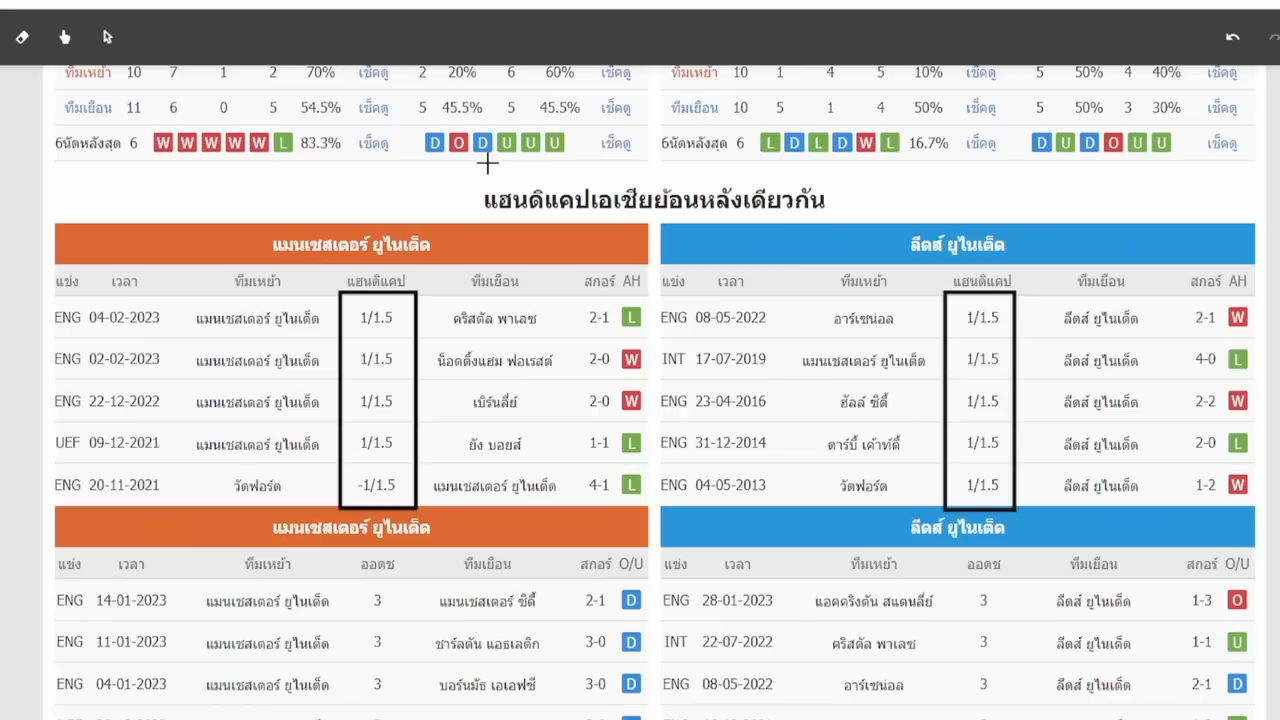 ทีมเหย้า 10 7 1 2 70% เช็คดู 2 20% 6 60% เช็คดู
ทีมเหย้า 10 1 4 5 10% เช็คดู 5 50% 4 40% เช็คดู
ทีมเยือน 11 6 0 5 54.5% เช็คดู 5 45.5% 5 45.5% เช็คดู
ทีมเยือน 10 5 1 4 50% เช็คดู 5 50% 3 30% เช็คดู
6นัดหลังสุด 6 W W W W W L 83.3% เช็คดู D O D U U U เช็คดู
6นัดหลังสุด 6 L D L D W L 16.7% เช็คดู D U D O U U เช็คดู
แฮนดิแคปเอเชียย้อนหลังเดียวกัน
แมนเชสเตอร์ ยูไนเต็ด
แข่ง เวลา ทีมเหย้า แฮนดิแคป ทีมเยือน สกอร์ AH
ENG 04-02-2023 แมนเชสเตอร์ ยูไนเต็ด 1/1.5 คริสตัล พาเลซ 2-1 L
ENG 02-02-2023 แมนเชสเตอร์ ยูไนเต็ด 1/1.5 น็อตติ้งแฮม ฟอเรสต์ 2-0 W
ENG 22-12-2022 แมนเชสเตอร์ ยูไนเต็ด 1/1.5 เบิร์นลี่ย์ 2-0 W
UEF 09-12-2021 แมนเชสเตอร์ ยูไนเต็ด 1/1.5 ยัง บอยส์ 1-1 L
ENG 20-11-2021 วัตฟอร์ด -1/1.5 แมนเชสเตอร์ ยูไนเต็ด 4-1 L
ลีดส์ ยูไนเต็ด
แข่ง เวลา ทีมเหย้า แฮนดิแคป ทีมเยือน สกอร์ AH
ENG 08-05-2022 อาร์เซน่อล 1/1.5 ลีดส์ ยูไนเต็ด 2-1 W
INT 17-07-2019 แมนเชสเตอร์ ยูไนเต็ด 1/1.5 ลีดส์ ยูไนเต็ด 4-0 L
ENG 23-04-2016 ฮัลล์ ซิตี้ 1/1.5 ลีดส์ ยูไนเต็ด 2-2 W
ENG 31-12-2014 ดาร์บี้ เค้าท์ตี้ 1/1.5 ลีดส์ ยูไนเต็ด 2-0 L
ENG 04-05-2013 วัตฟอร์ด 1/1.5 ลีดส์ ยูไนเต็ด 1-2 W
แมนเชสเตอร์ ยูไนเต็ด
แข่ง เวลา ทีมเหย้า ออตซ ทีมเยือน สกอร์ O/U
ENG 14-01-2023 แมนเชสเตอร์ ยูไนเต็ด 3 แมนเชสเตอร์ ซิตี้ 2-1 D
ENG 11-01-2023 แมนเชสเตอร์ ยูไนเต็ด 3 ชาร์ลตัน แอธเลติก 3-0 D
ENG 04-01-2023 แมนเชสเตอร์ ยูไนเต็ด 3 บอร์นมัธ เอเอฟซี 3-0 D
ลีดส์ ยูไนเต็ด
แข่ง เวลา ทีมเหย้า ออตซ ทีมเยือน สกอร์ O/U
ENG 28-01-2023 แอคคริงตัน สแตนลี่ย์ 3 ลีดส์ ยูไนเต็ด 1-3 O
INT 22-07-2022 คริสตัล พาเลซ 3 ลีดส์ ยูไนเต็ด 1-1 U
ENG 08-05-2022 อาร์เซน่อล 3 ลีดส์ ยูไนเต็ด 2-1 D